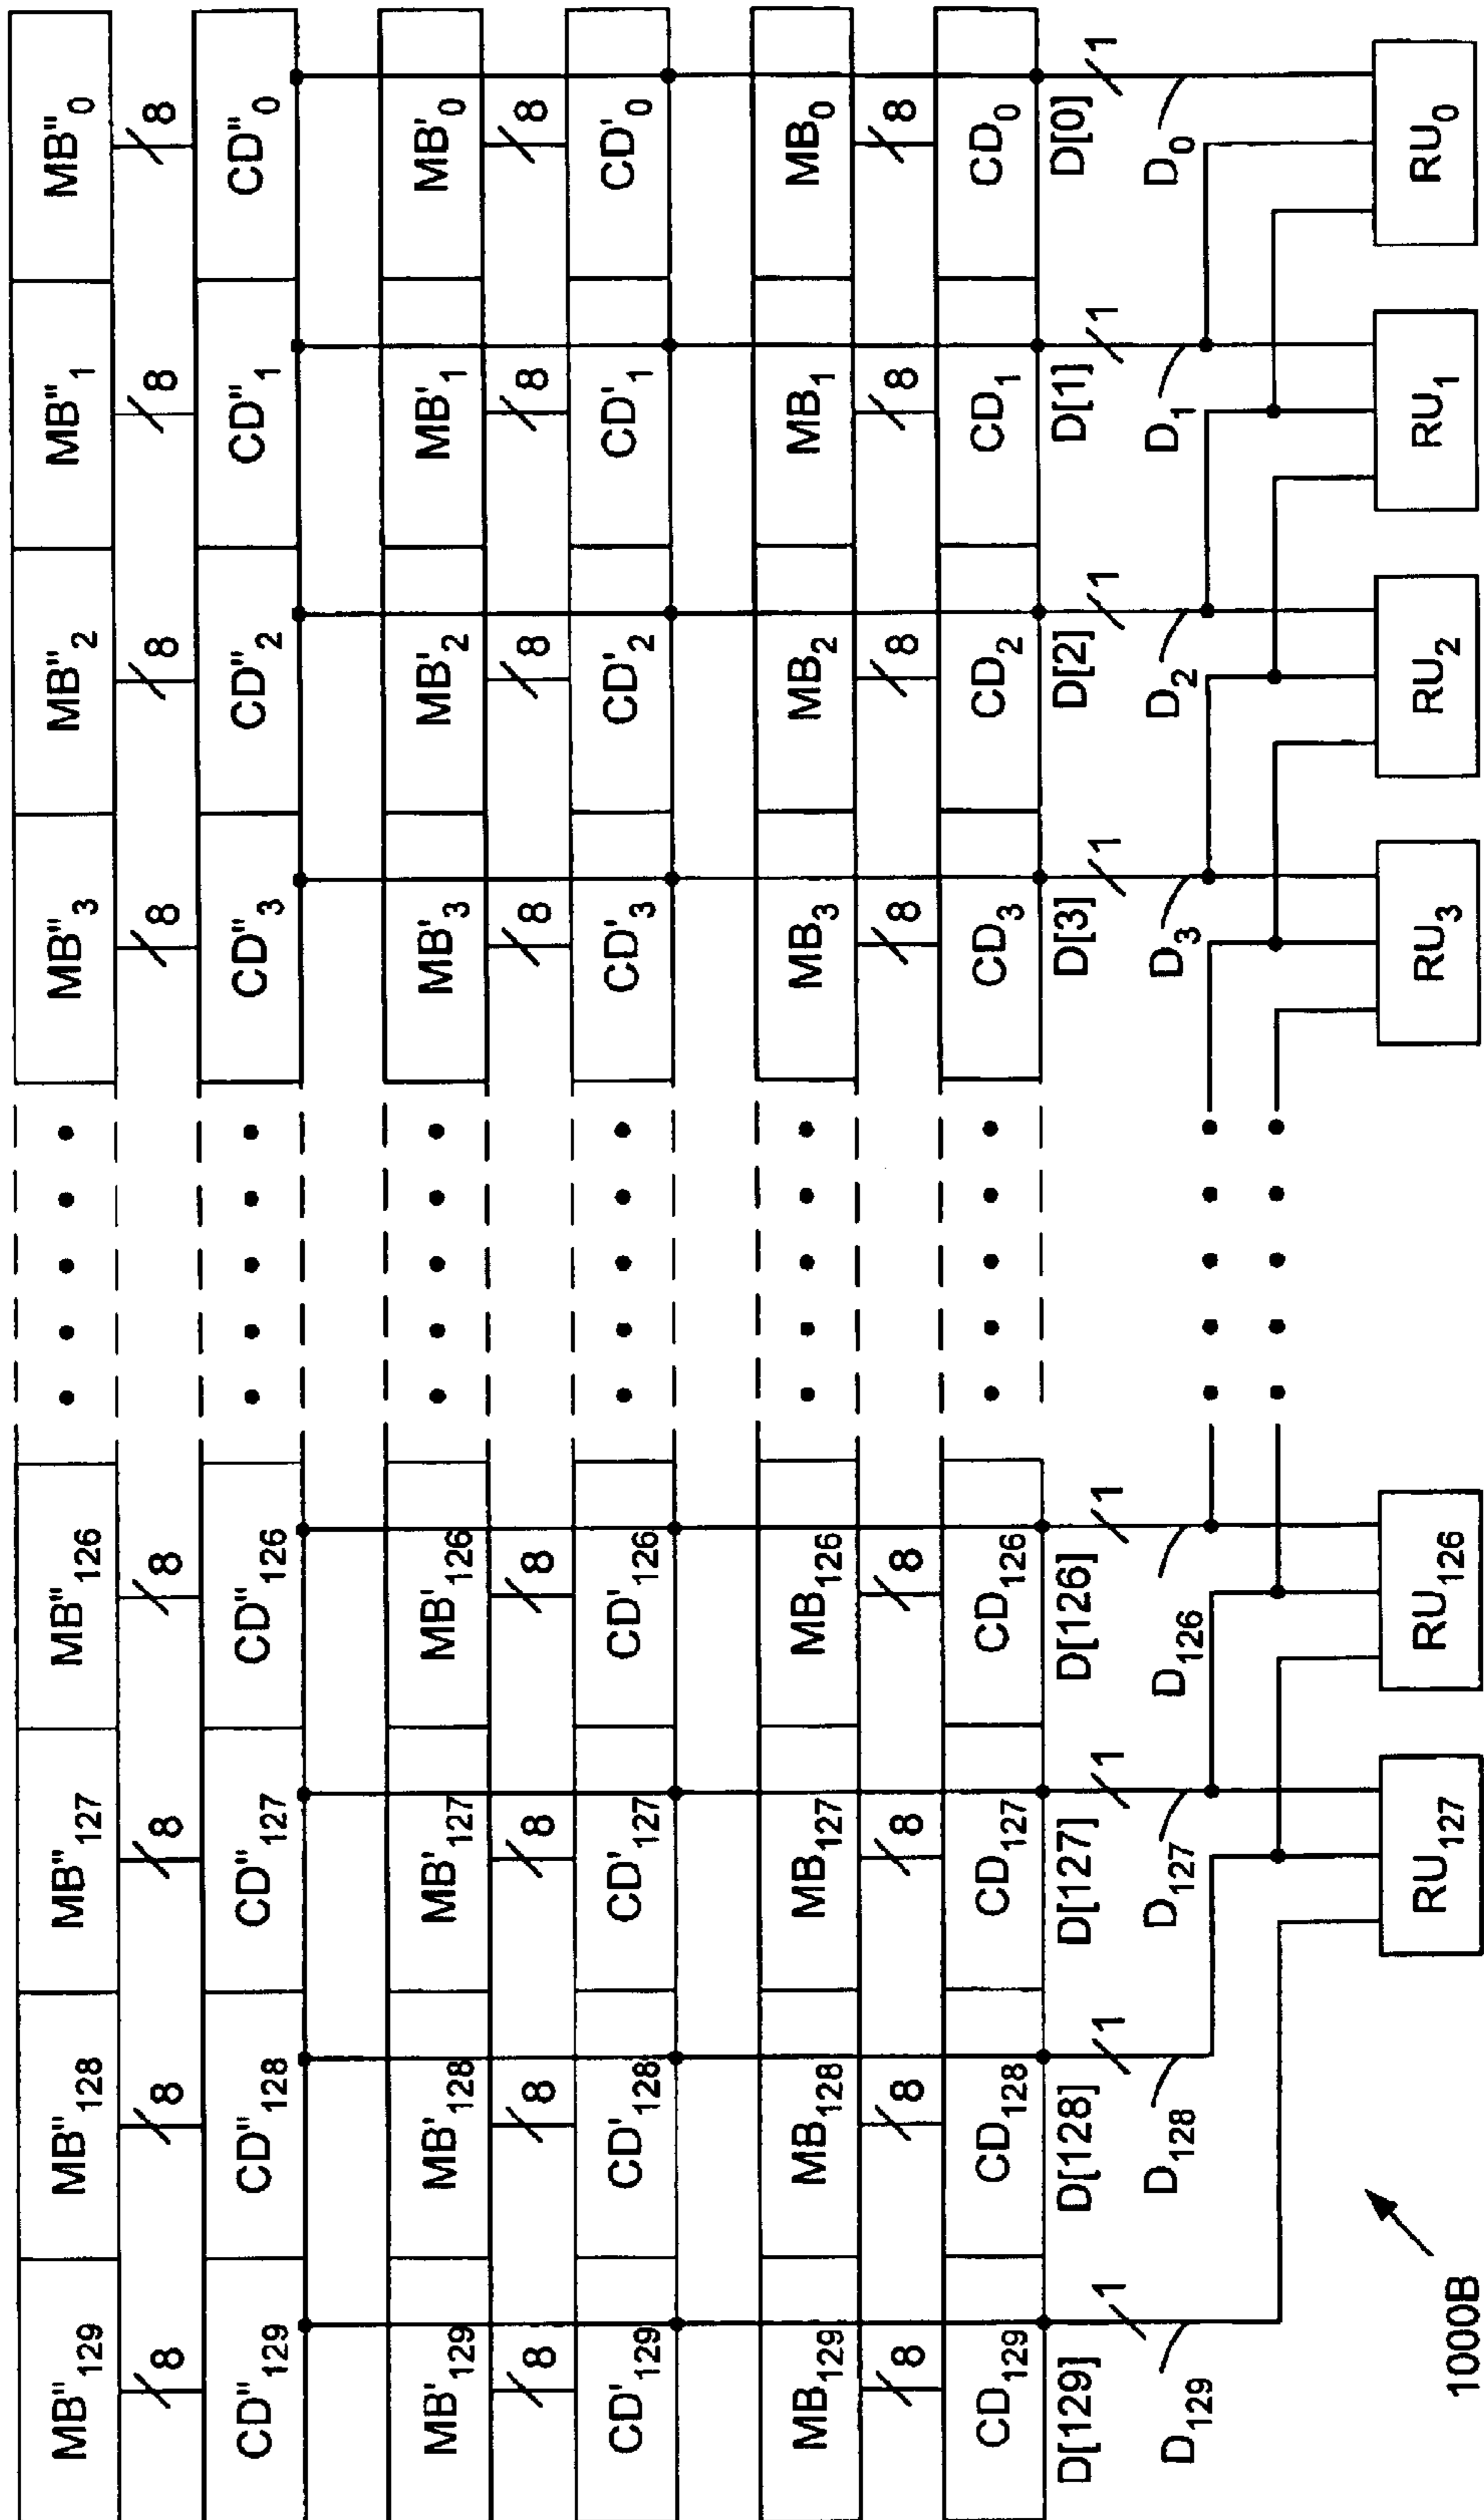 MB"129 MB"128 MB"127 MB"126 MB"3 MB"2 MB"1 MB"0
8 8 8 8 8 8 8 8
CD"129 CD"128 CD"127 CD"126 CD"3 CD"2 CD"1 CD"0
MB'129 MB'128 MB'127 MB'126 MB'3 MB'2 MB'1 MB'0
8 8 8 8 8 8 8 8
CD'129 CD'128 CD'127 CD'126 CD'3 CD'2 CD'1 CD'0
MB129 MB128 MB127 MB126 MB3 MB2 MB1 MB0
8 8 8 8 8 8 8 8
CD129 CD128 CD127 CD126 CD3 CD2 CD1 CD0
D[129] D[128] D[127] D[126] D[3] D[2] D[1] D[0]
1 1 1 1 1 1 1 1
D129 D128 D127 D126 D3 D2 D1 D0
RU127 RU126 RU3 RU2 RU1 RU0
1000B